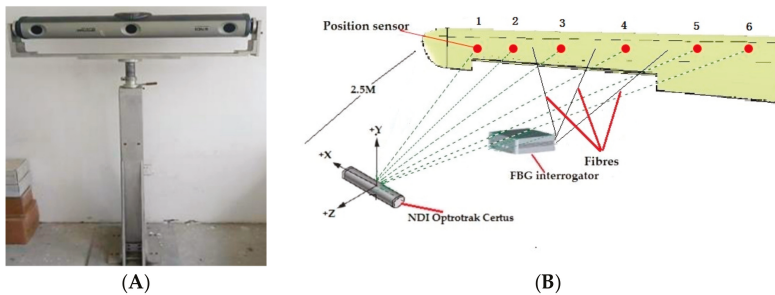 Position sensor
1 2 3 4 5 6
2.5M
+Y
+X
+Z
Fibres
FBG interrogator
NDI Optrotrak Certus
(A) (B)